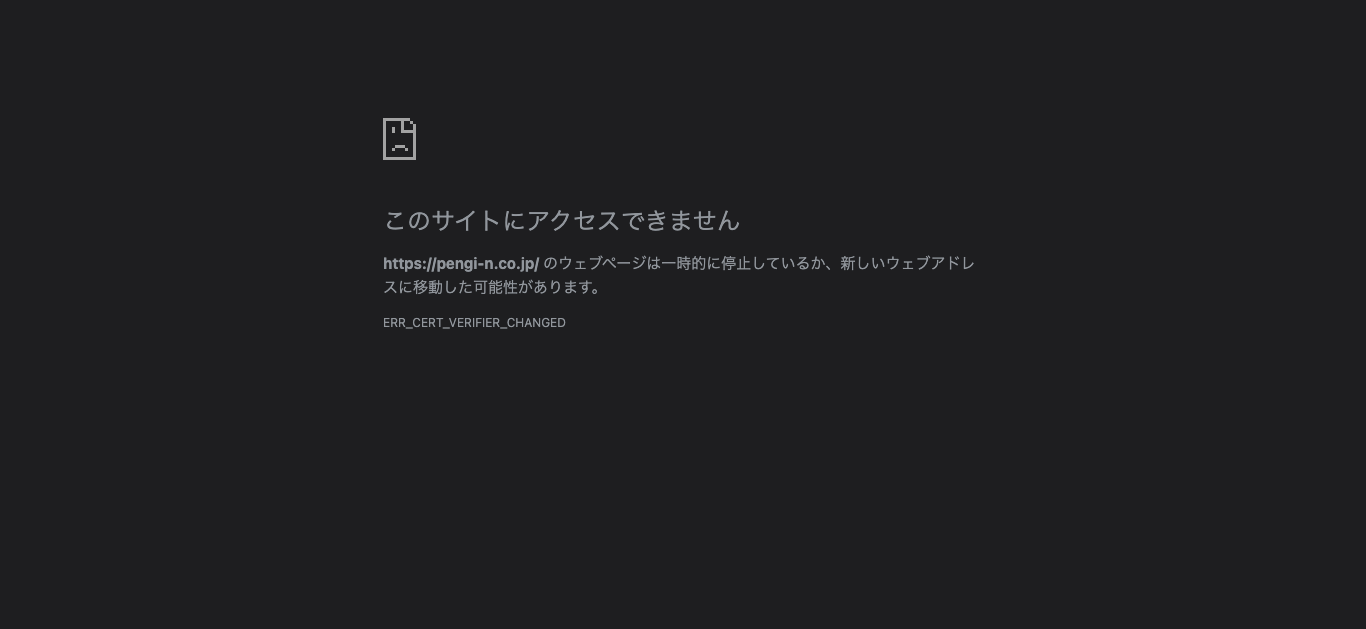 このサイトにアクセスできません
https://pengi-n.co.jp/ のウェブページは一時的に停止しているか、新しいウェブアドレ
スに移動した可能性があります。
ERR_CERT_VERIFIER_CHANGED